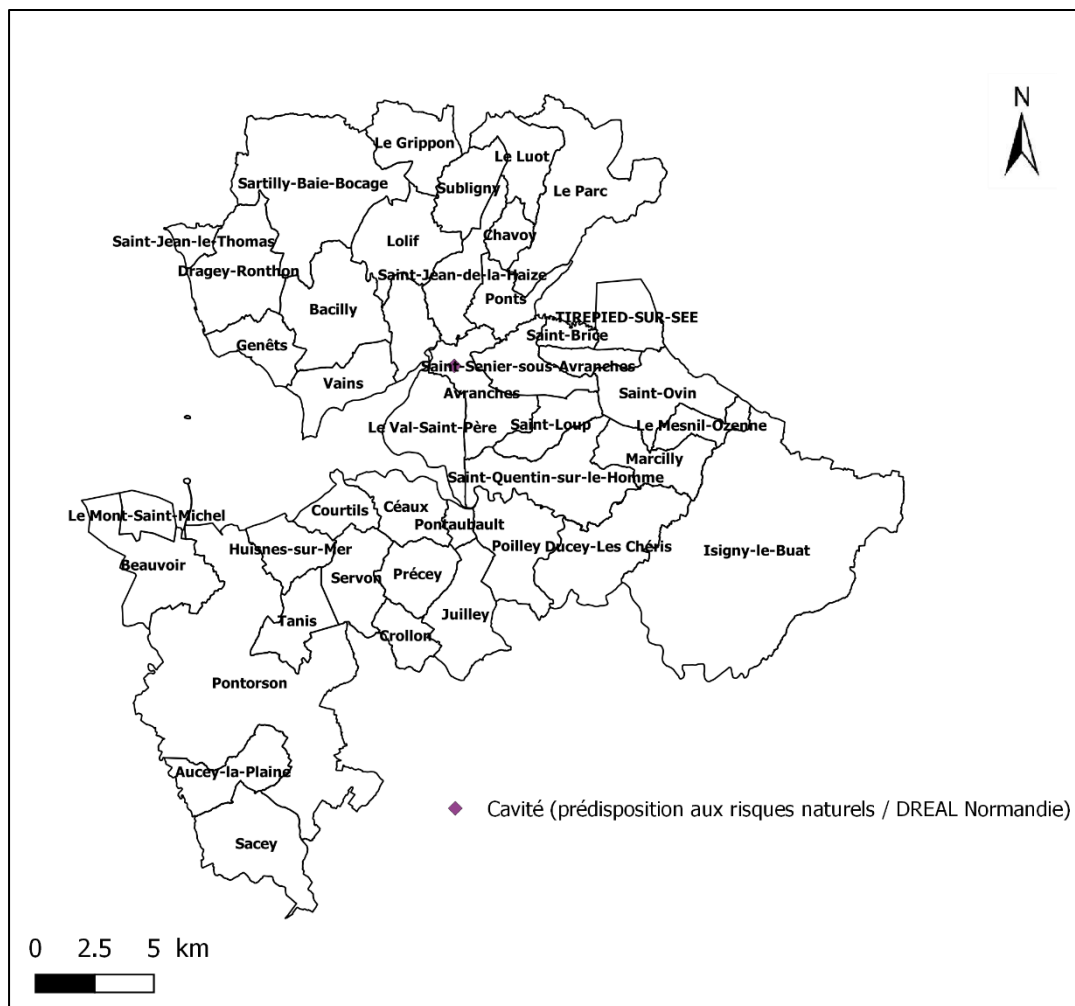 N
Le Grippon
Le Luot
Sartilly-Baie-Bocage
Subligny
Le Parc
Chavoy
Saint-Jean-le-Thomas
Lolif
Dragey-Ronthon
Saint-Jean-de-la-Haize
Bacilly
Ponts
TIREPIED-SUR-SEE
Genêts
Saint-Brice
Saint-Senier-sous-Avranches
Vains
Avranches
Saint-Ovin
Le Val-Saint-Père
Saint-Loup
Le Mesnil-Ozenne
Marcilly
Saint-Quentin-sur-le-Homme
Courtils
Céaux
Le Mont-Saint-Michel
Pontaubault
Huisnes-sur-Mer
Poilley
Ducey-Les Chéris
Isigny-le-Buat
Beauvoir
Servon
Précey
Juilley
Tanis
Crollon
Pontorson
Aucey-la-Plaine
Cavité (prédisposition aux risques naturels / DREAL Normandie)
Sacey
0 2.5 5 km